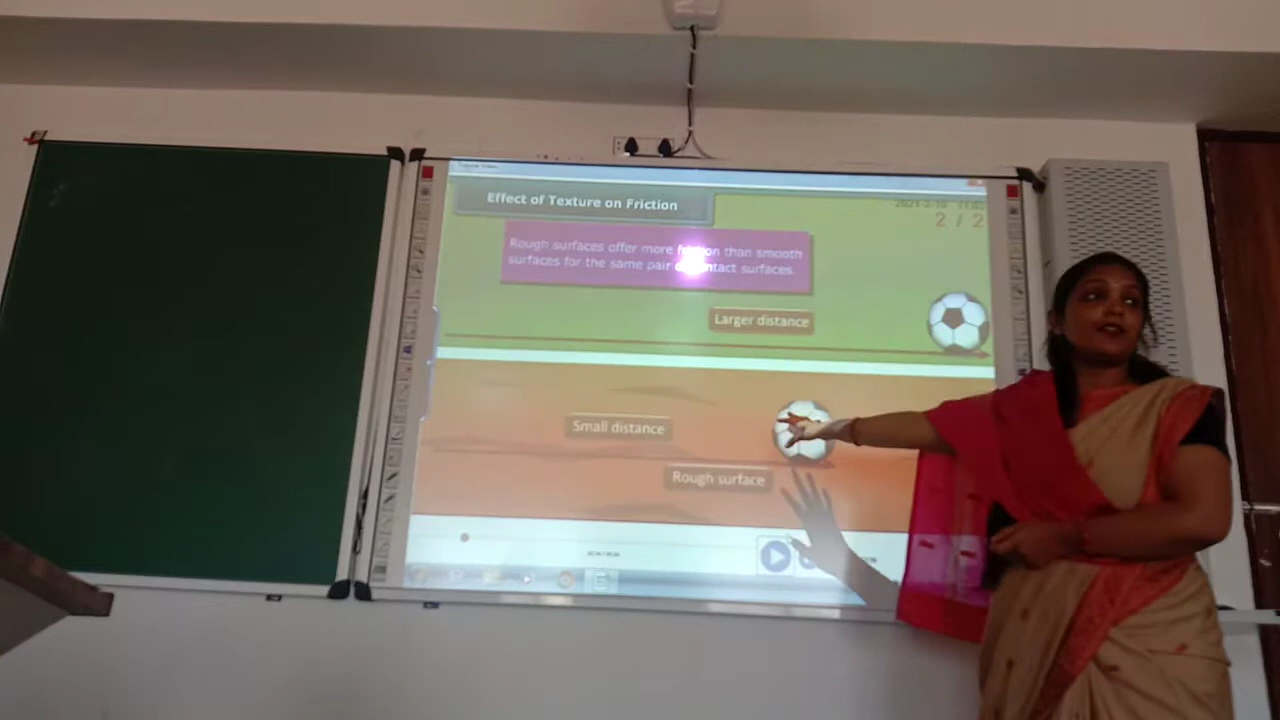 Effect of Texture on Friction
2 / 2
Rough surfaces offer more friction than smooth
surfaces for the same pair contact surfaces.
Larger distance
Small distance
Rough surface